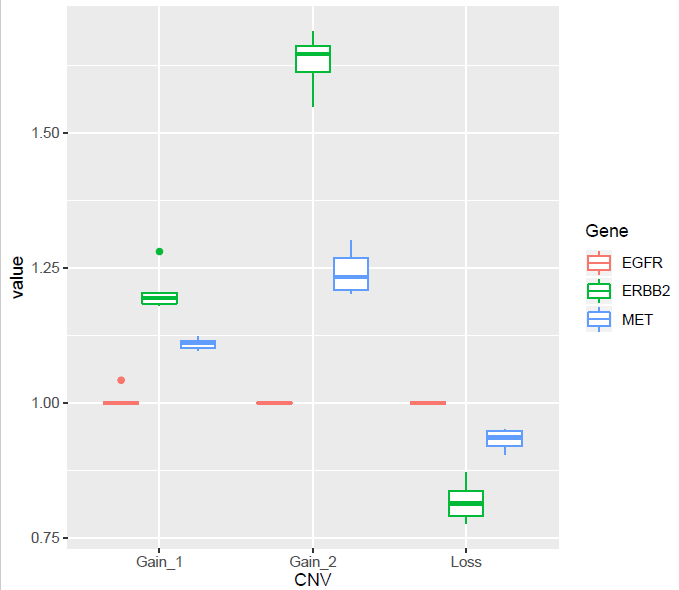 value
1.50
1.25
1.00
0.75
Gain_1
Gain_2
Loss
CNV
Gene
EGFR
ERBB2
MET